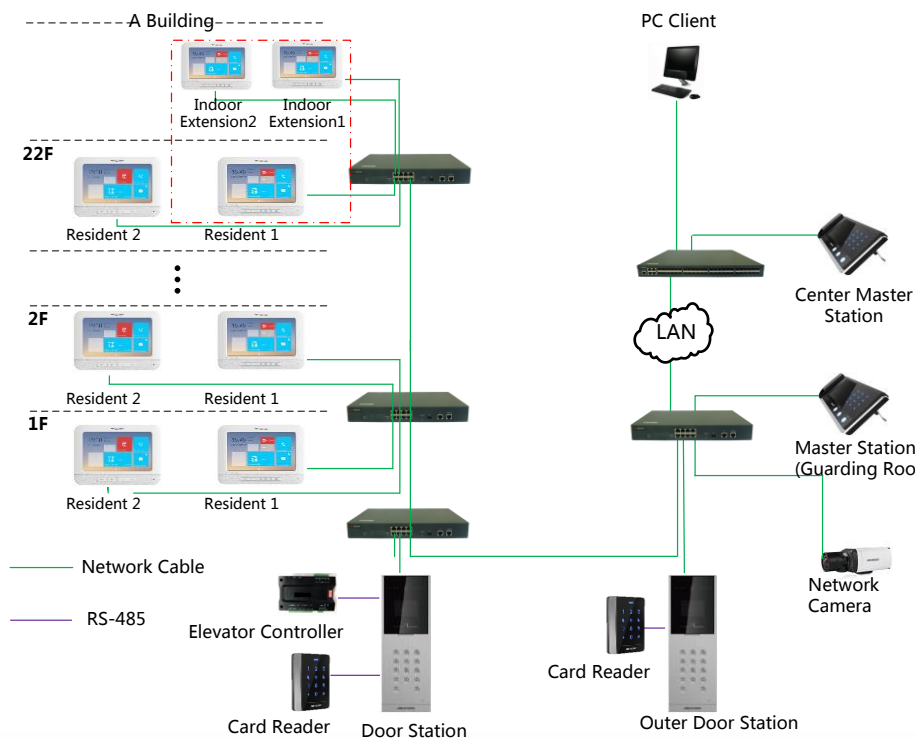 A Building
PC Client
Indoor
Extension2
Indoor
Extension1
22F
Resident 2
Resident 1
Center Master
Station
LAN
2F
Resident 2
Resident 1
1F
Master Station
(Guarding Roo
Resident 2
Resident 1
Network Cable
RS-485
Network
Camera
Elevator Controller
Card Reader
Card Reader
Door Station
Outer Door Station